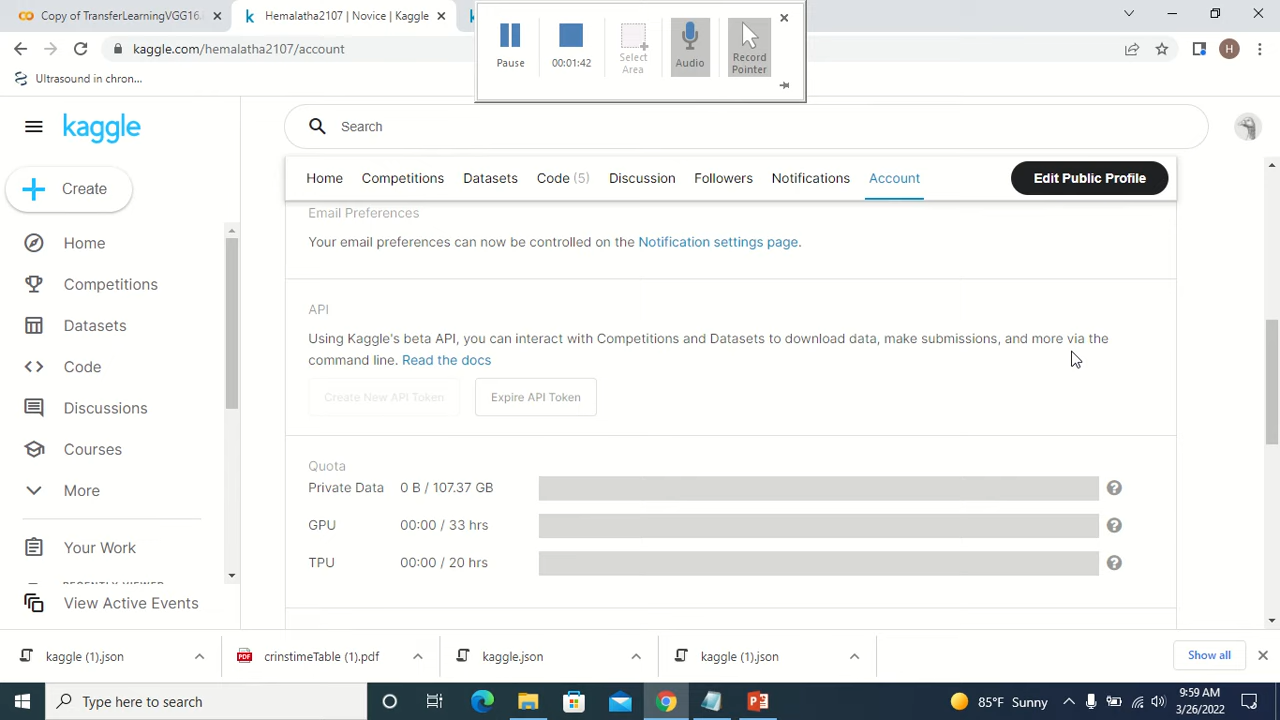 Copy of TransferLearningVGG16.
Hemalatha2107 | Novice | Kaggle
Pause
00:01:42
Select
Area
Audio
Record
Pointer
kaggle.com/hemalatha2107/account
H
Ultrasound in chron...
kaggle
Search
Create
Home
Competitions
Datasets
Code (5)
Discussion
Followers
Notifications
Account
Edit Public Profile
Home
Competitions
Datasets
Code
Discussions
Courses
More
Your Work
RECENTLY VIEWED
View Active Events
Email Preferences
Your email preferences can now be controlled on the Notification settings page.
API
Using Kaggle's beta API, you can interact with Competitions and Datasets to download data, make submissions, and more via the
command line. Read the docs
Create New API Token
Expire API Token
Quota
Private Data 0 B / 107.37 GB
GPU 00:00 / 33 hrs
TPU 00:00 / 20 hrs
kaggle (1).json
crinstimeTable (1).pdf
kaggle.json
kaggle (1).json
Show all
Type here to search
85°F Sunny
9:59 AM
3/26/2022